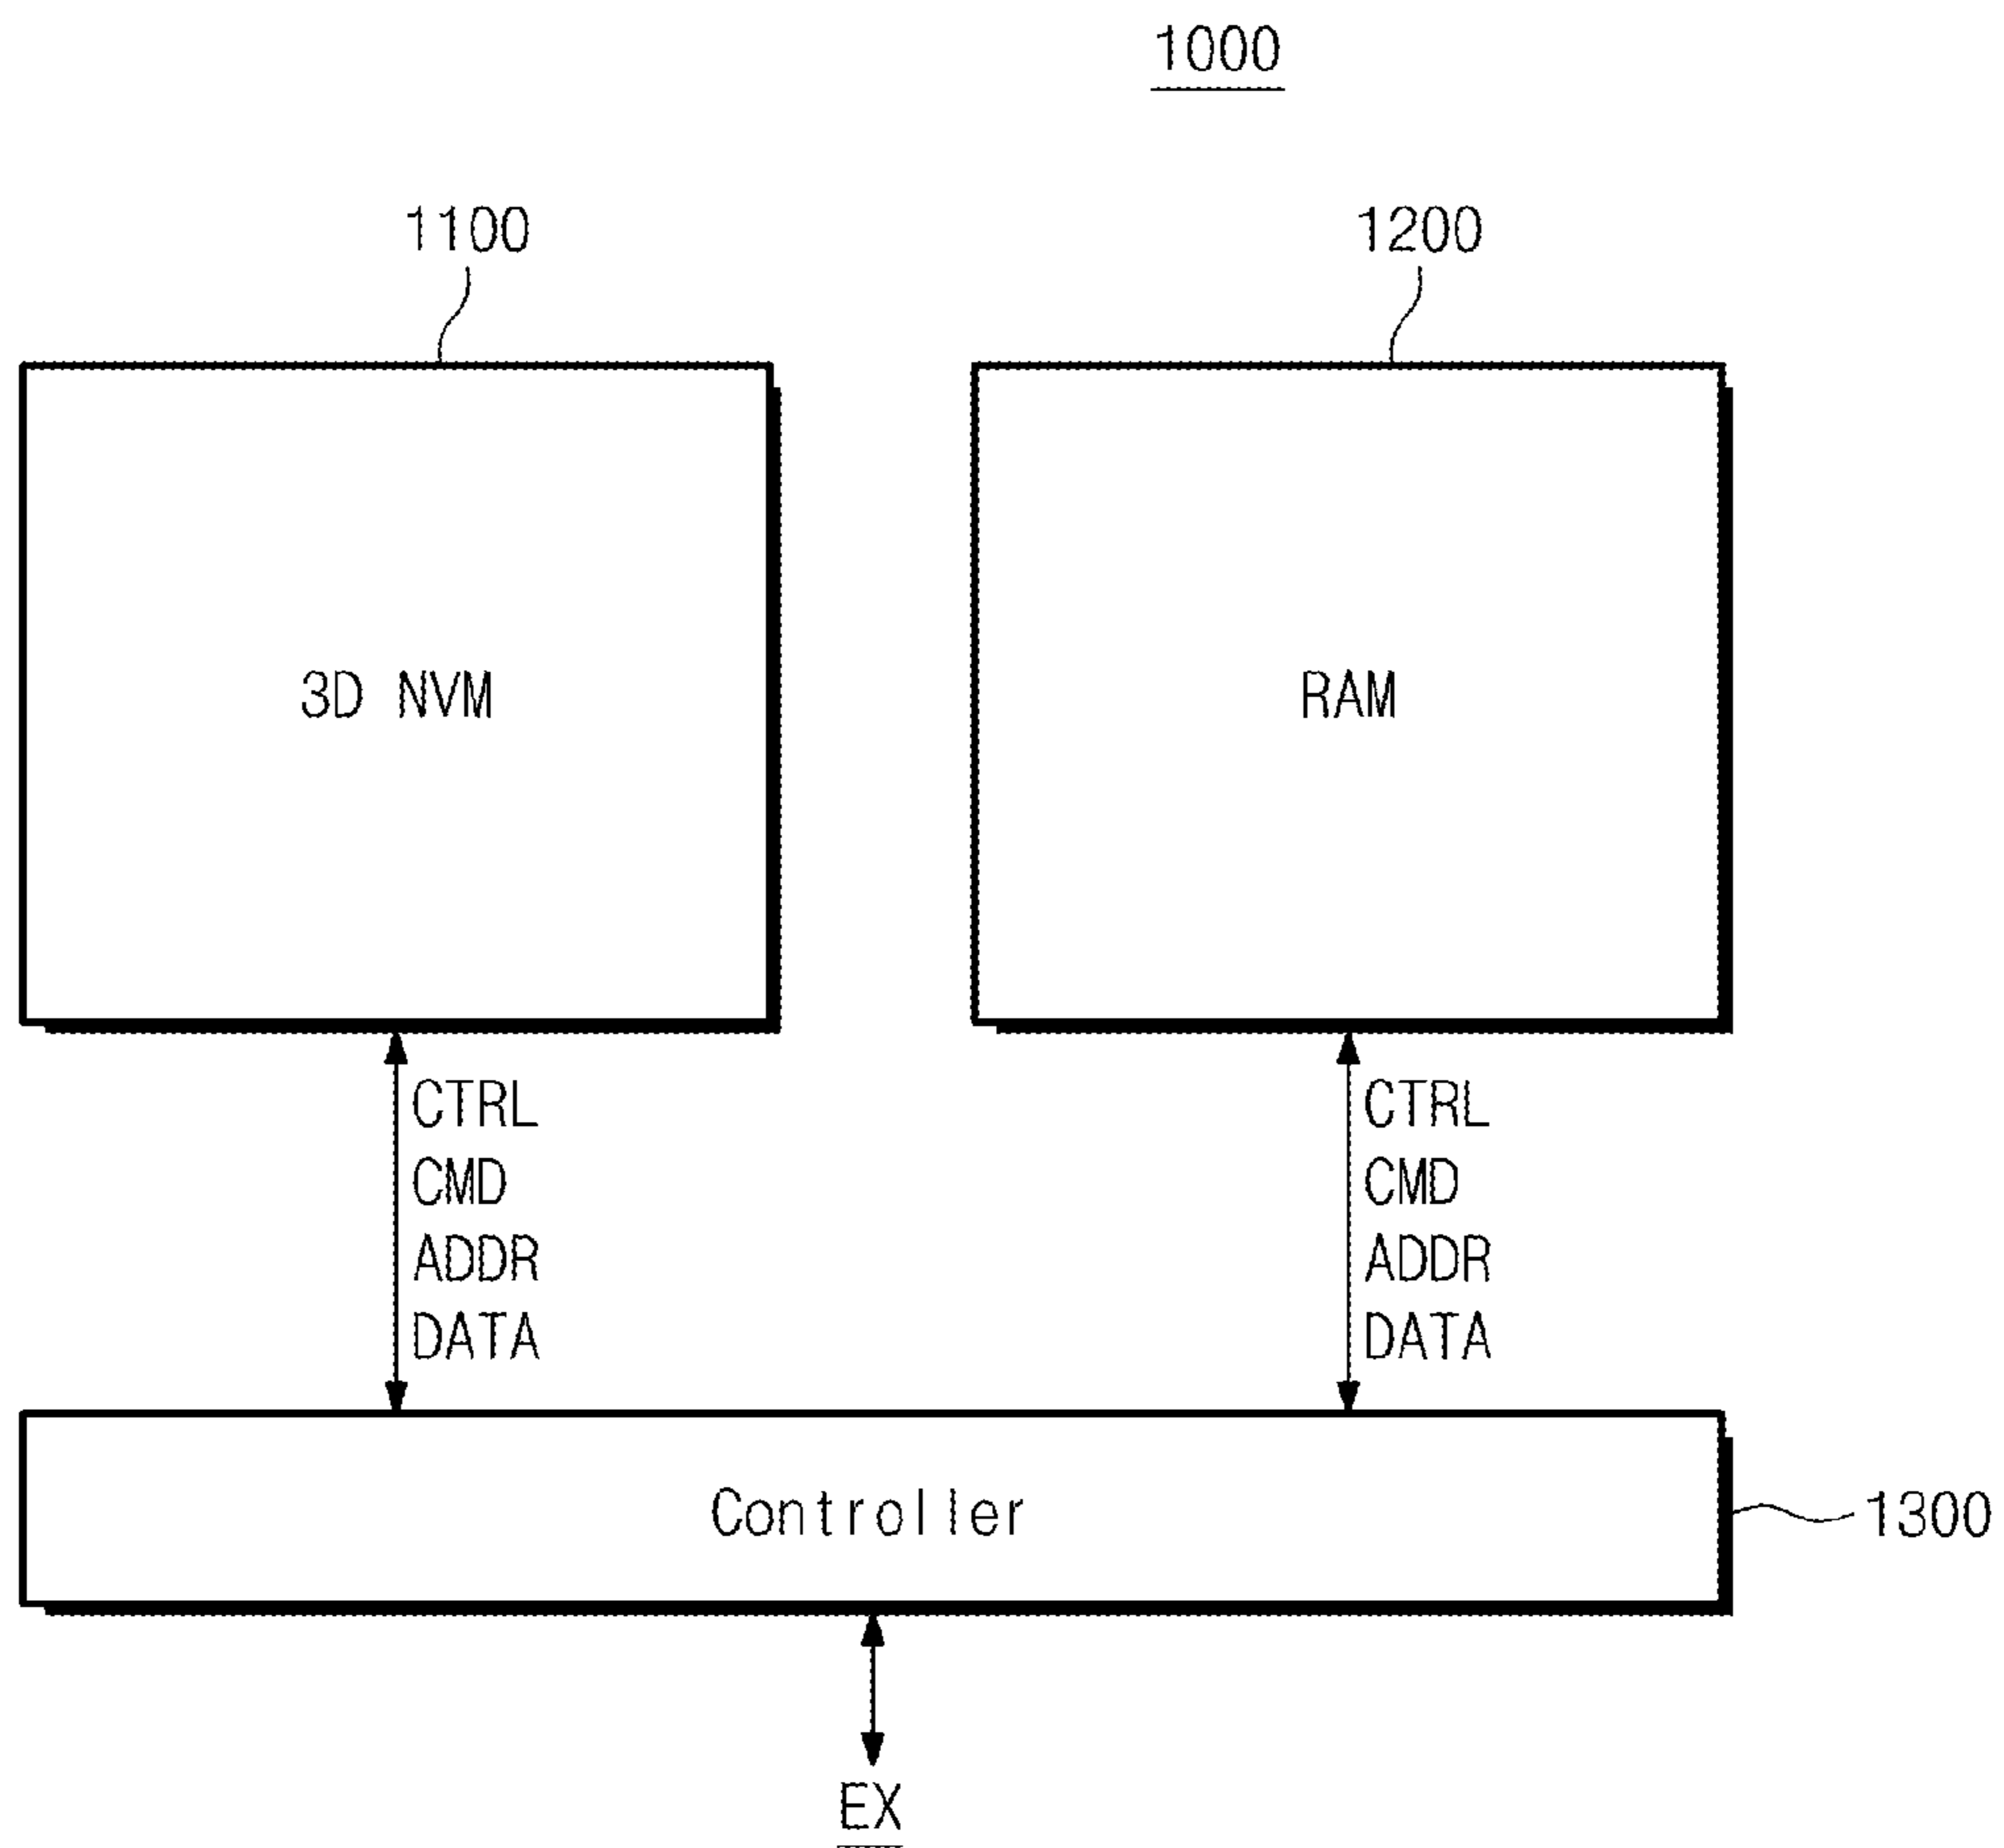 1000
1100
1200
3D NVM
RAM
CTRL
CMD
ADDR
DATA
CTRL
CMD
ADDR
DATA
Controller
1300
EX